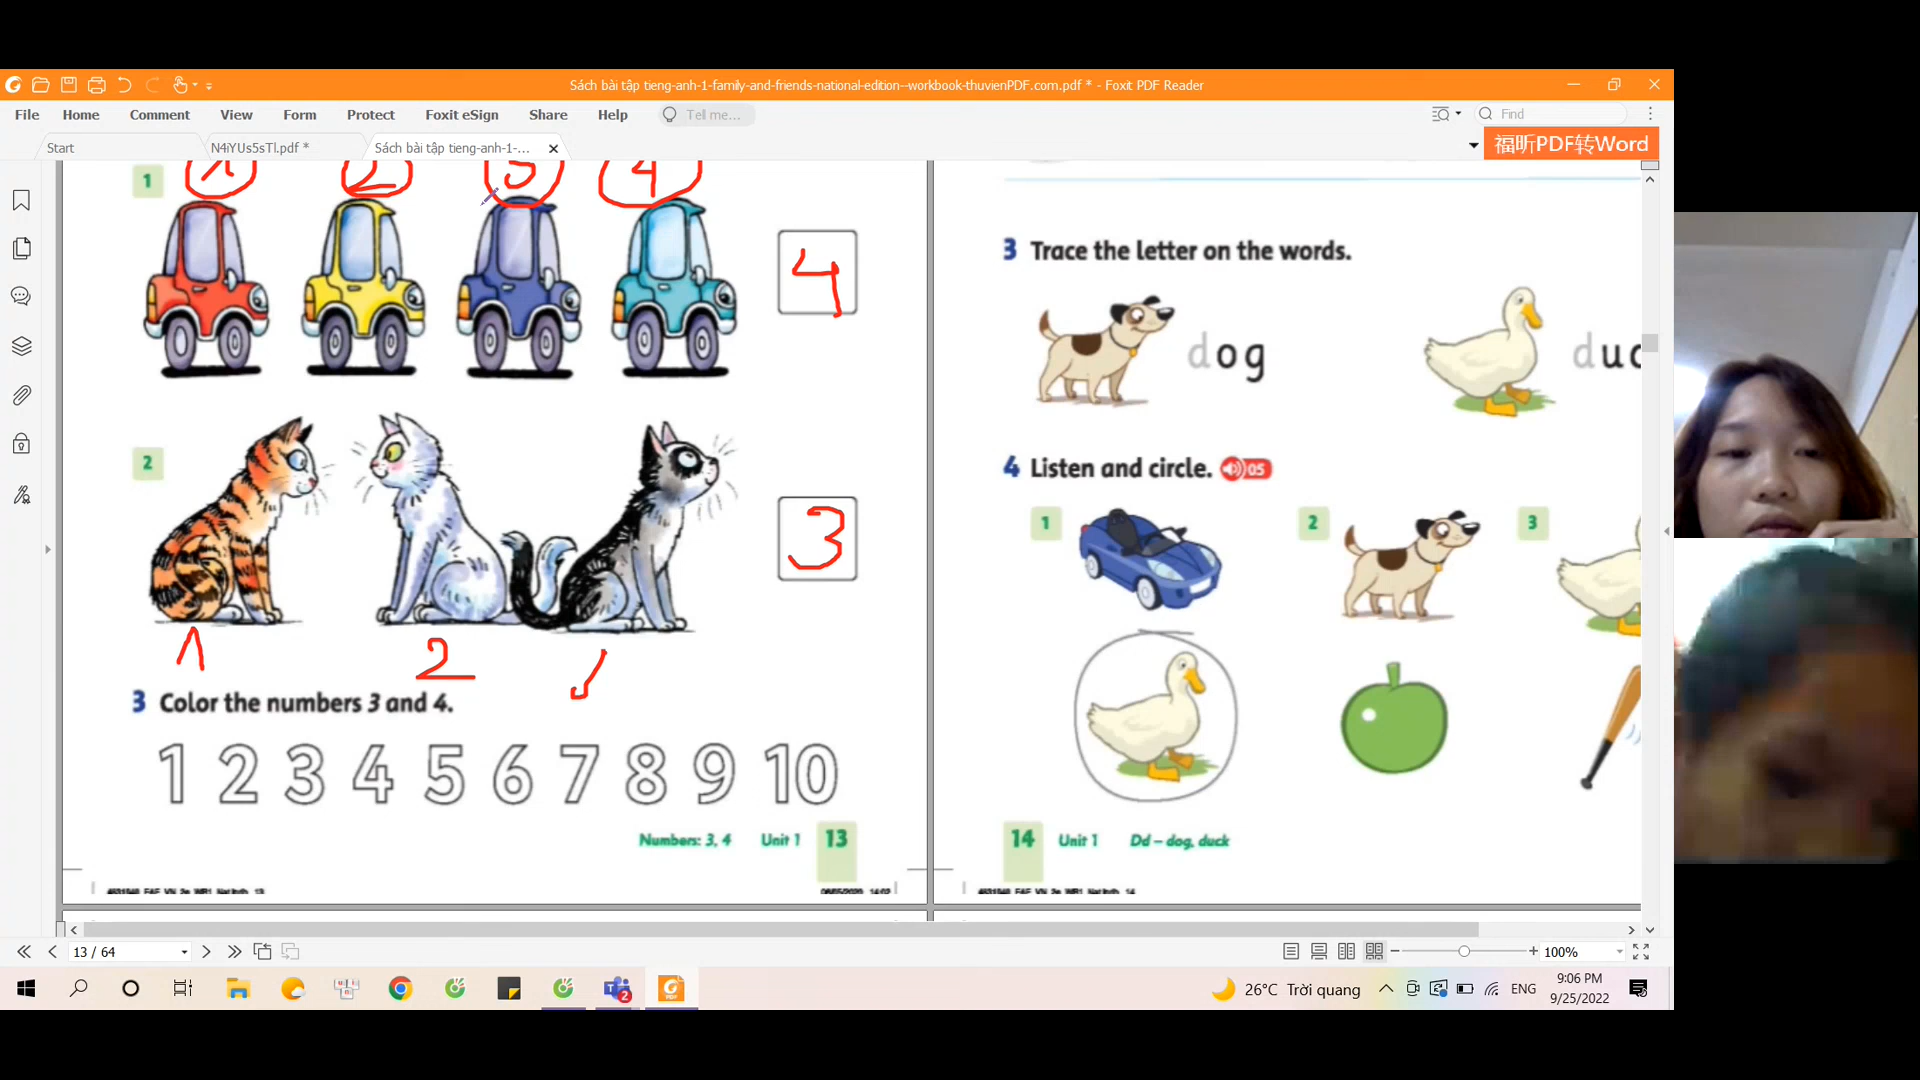 Sách bài tập tieng-anh-1-family-and-friends-national-edition--workbook-thuvienPDF.com.pdf * - Foxit PDF Reader
File Home Comment View Form Protect Foxit eSign Share Help Tell me... Find
Start N4iYUs5sTl.pdf * Sách bài tập tieng-anh-1-... 福昕PDF转Word
1 2 3 4
1
4
2
3
1 2
3 Color the numbers 3 and 4.
1 2 3 4 5 6 7 8 9 10
Numbers: 3, 4 Unit 1 13
3 Trace the letter on the words.
dog duc
4 Listen and circle. 05
1 2 3
14 Unit 1 Dd – dog, duck
13 / 64 100%
26°C Trời quang ENG 9:06 PM
9/25/2022
2